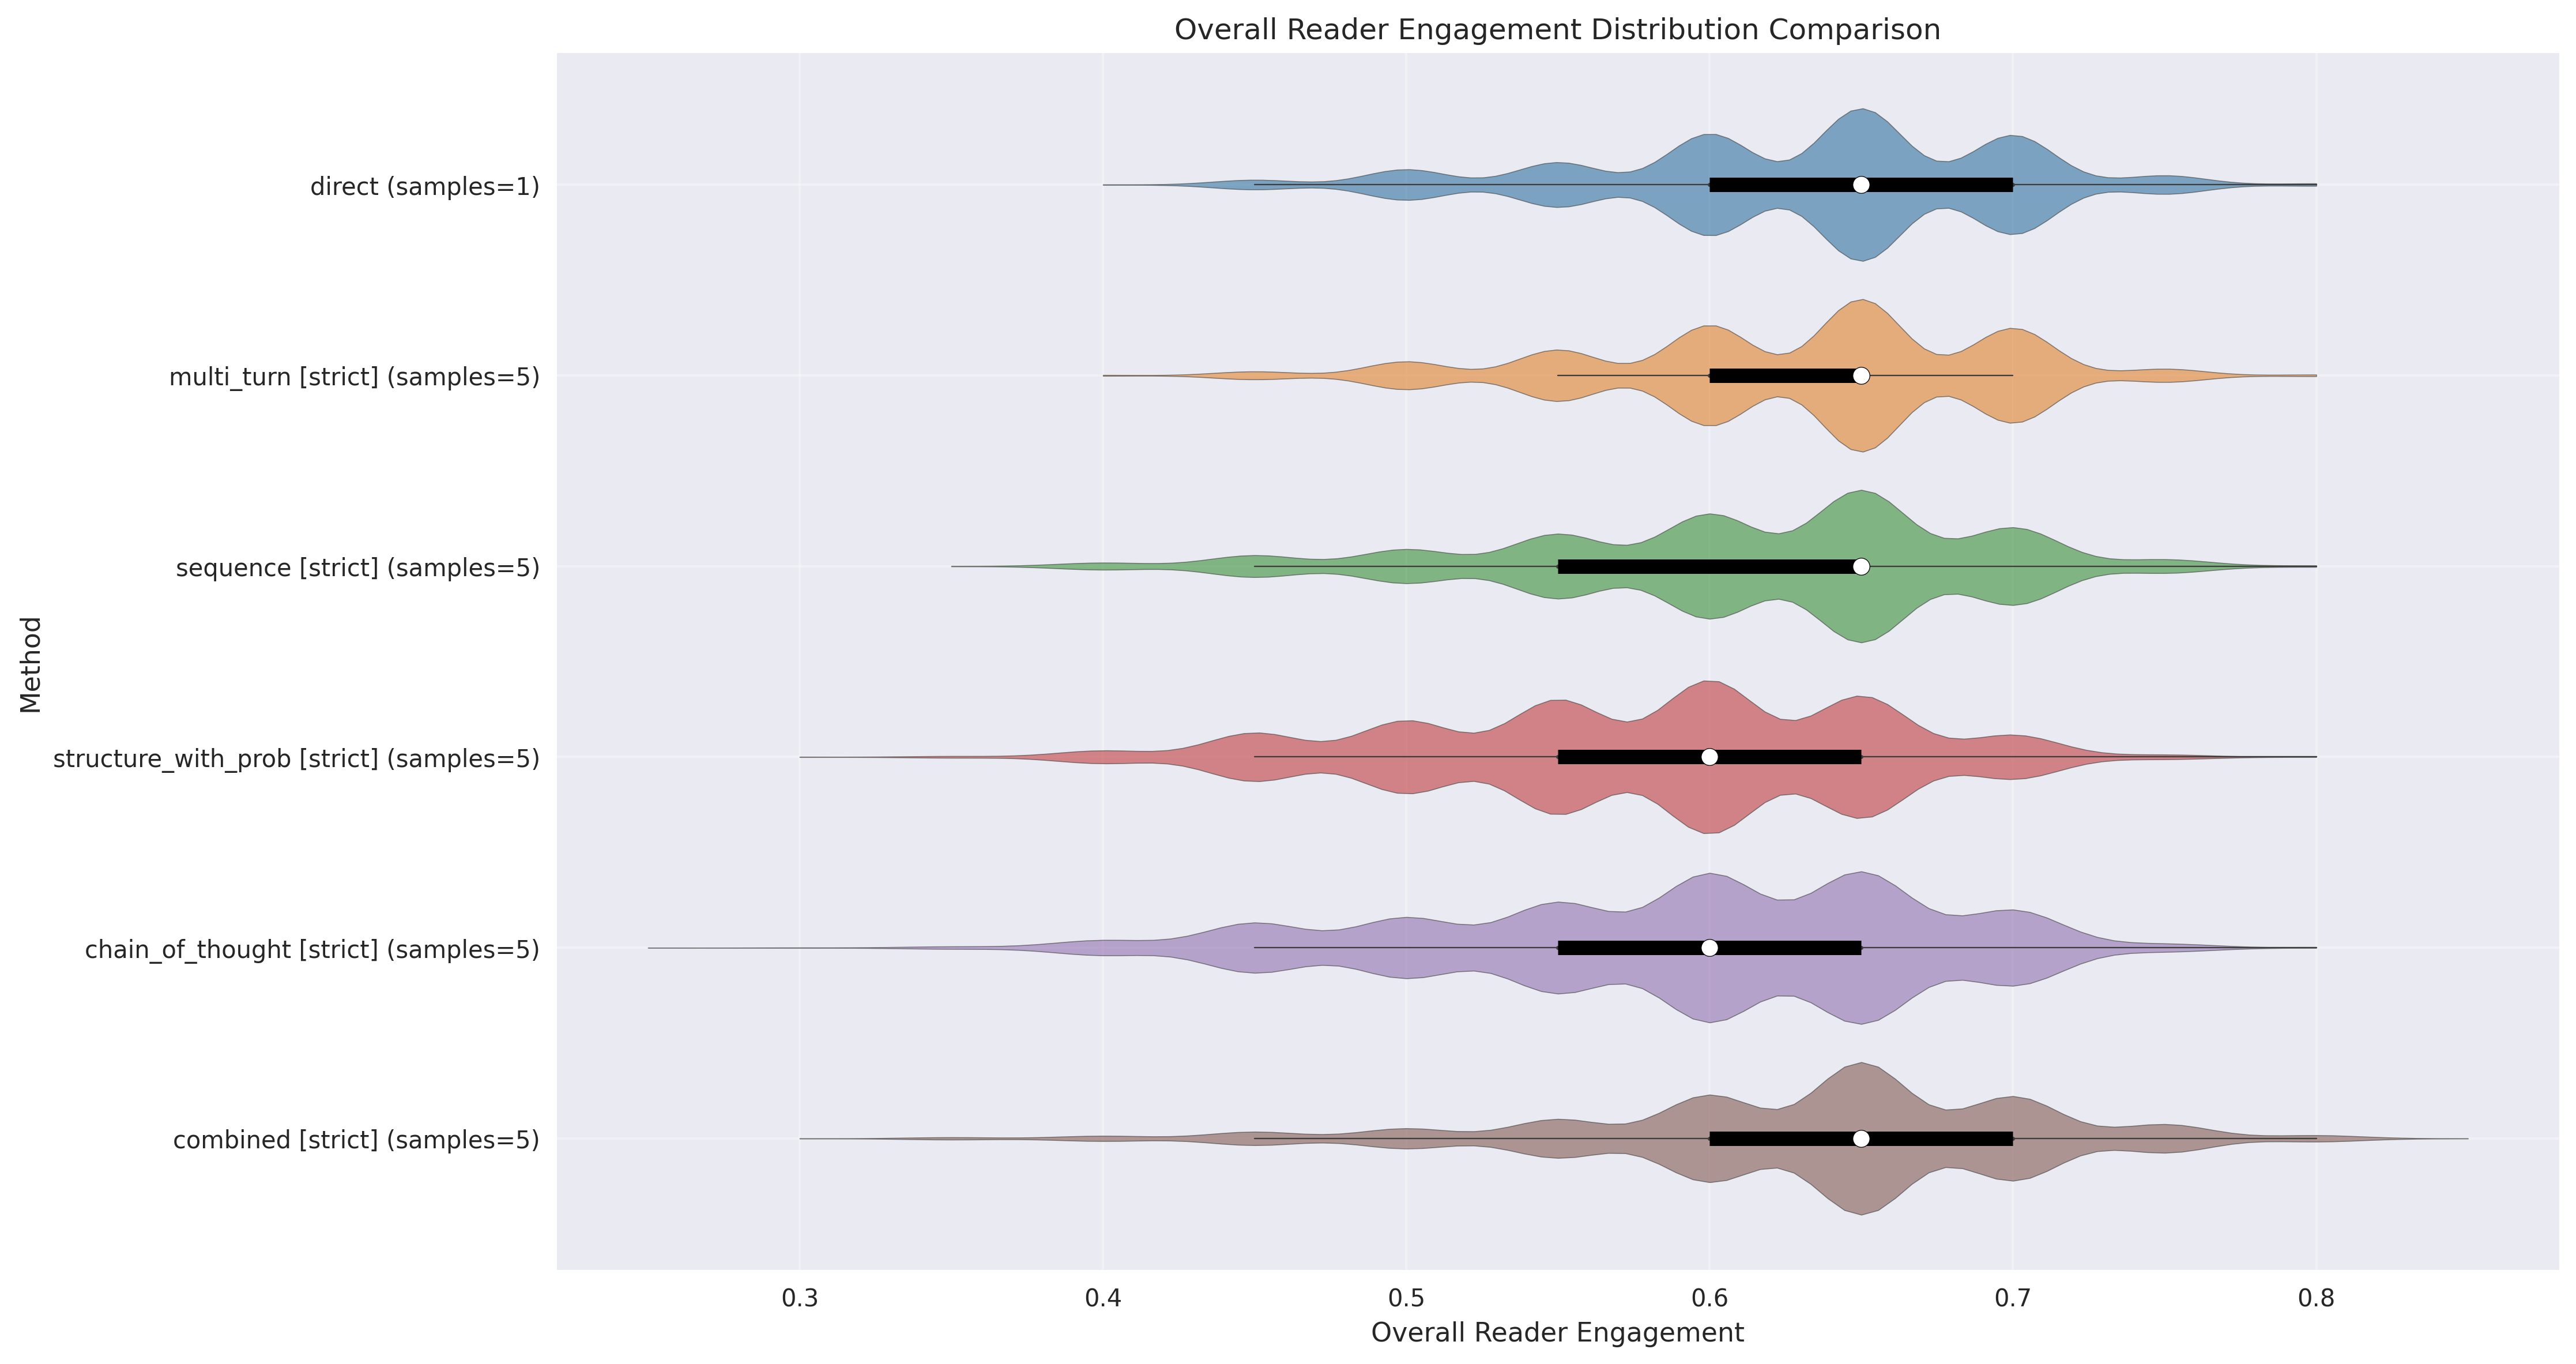 Overall Reader Engagement Distribution Comparison
direct (samples=1)
multi_turn [strict] (samples=5)
sequence [strict] (samples=5)
structure_with_prob [strict] (samples=5)
chain_of_thought [strict] (samples=5)
combined [strict] (samples=5)
Method
0.3 0.4 0.5 0.6 0.7 0.8
Overall Reader Engagement